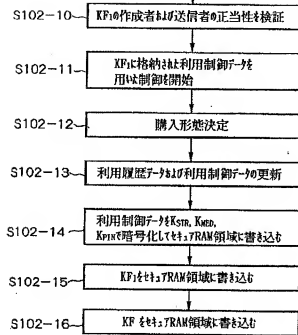 S102-10
KF₁の作成者および送信者の正当性を検証
S102-11
KF₁に格納された利用制御データを
用いた制御を開始
S102-12
購入形態決定
S102-13
利用履歴データおよび利用制御データの更新
S102-14
利用制御データをK_STR, K_MED,
K_PINで暗号化してセキュアRAM領域に書き込む
S102-15
KF₁をセキュアRAM領域に書き込む
S102-16
KF をセキュアRAM領域に書き込む